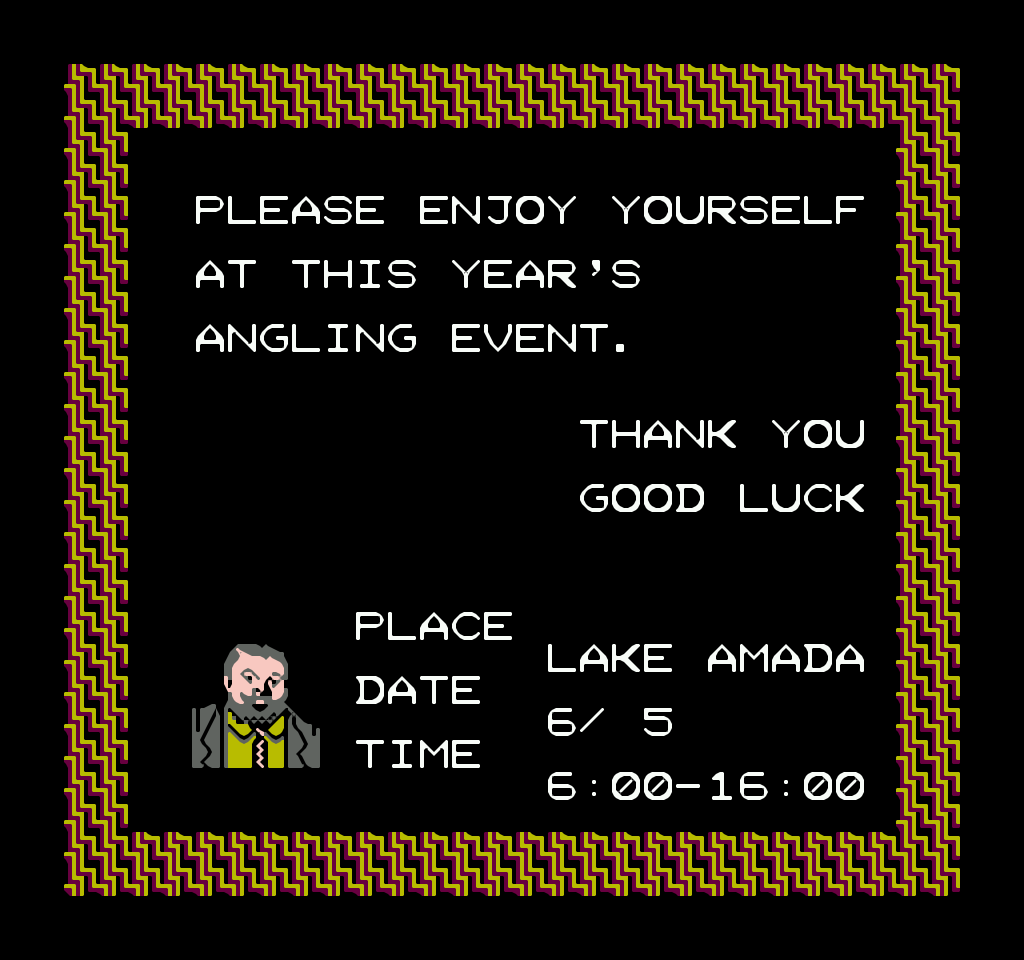 PLEASE ENJOY YOURSELF
AT THIS YEAR'S
ANGLING EVENT.
THANK YOU
GOOD LUCK
PLACE
LAKE AMADA
DATE
6/ 5
TIME
6:00-16:00